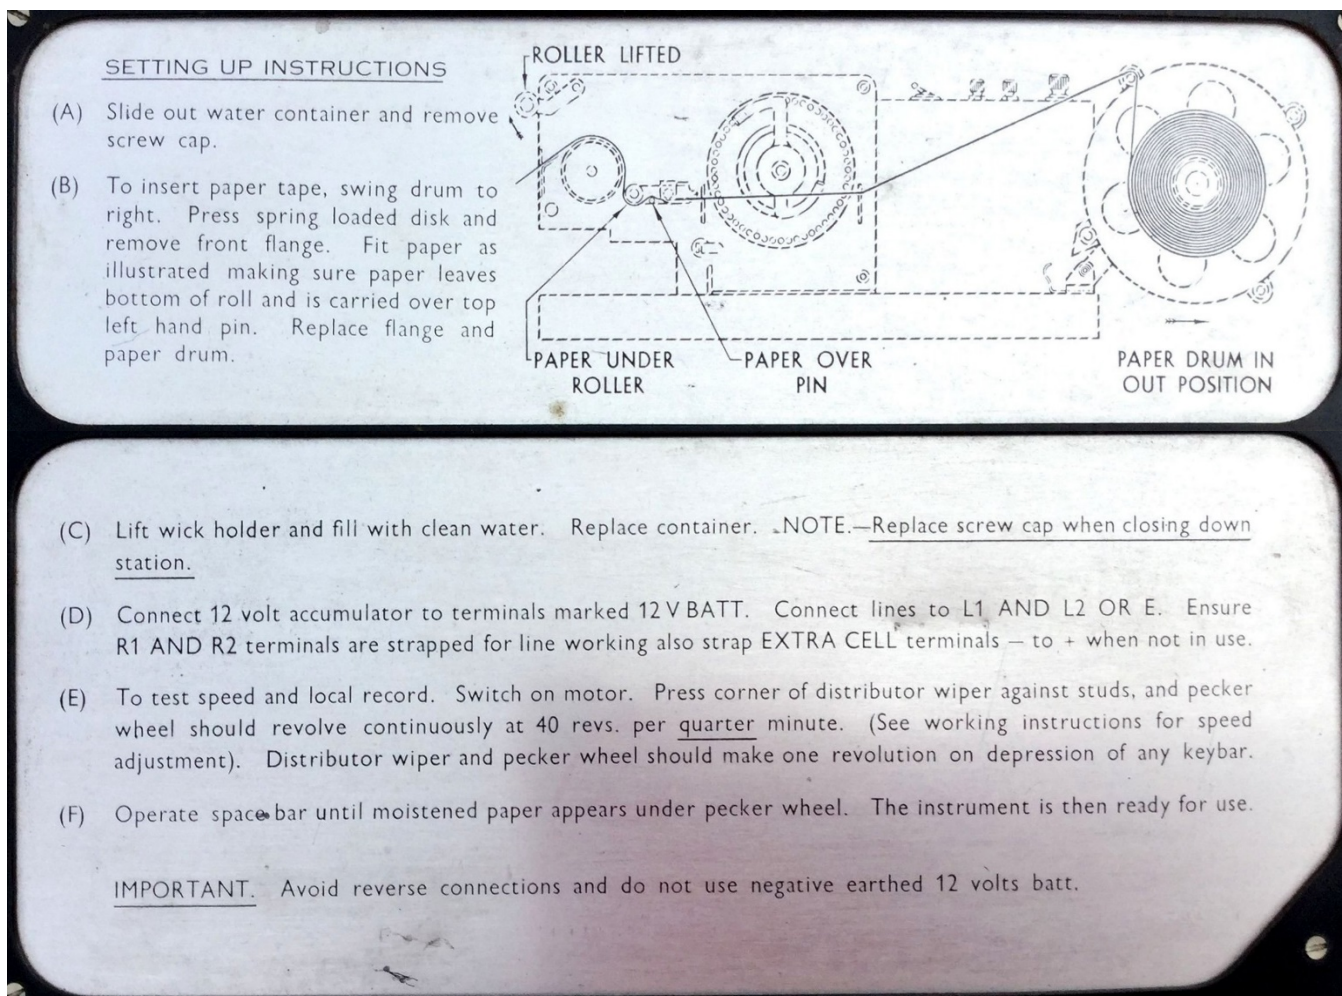 SETTING UP INSTRUCTIONS
(A) Slide out water container and remove
screw cap.
(B) To insert paper tape, swing drum to
right. Press spring loaded disk and
remove front flange. Fit paper as
illustrated making sure paper leaves
bottom of roll and is carried over top
left hand pin. Replace flange and
paper drum.
ROLLER LIFTED
PAPER UNDER
ROLLER
PAPER OVER
PIN
PAPER DRUM IN
OUT POSITION
(C) Lift wick holder and fill with clean water. Replace container. NOTE.—Replace screw cap when closing down
station.
(D) Connect 12 volt accumulator to terminals marked 12 V BATT. Connect lines to L1 AND L2 OR E. Ensure
R1 AND R2 terminals are strapped for line working also strap EXTRA CELL terminals — to + when not in use.
(E) To test speed and local record. Switch on motor. Press corner of distributor wiper against studs, and pecker
wheel should revolve continuously at 40 revs. per quarter minute. (See working instructions for speed
adjustment). Distributor wiper and pecker wheel should make one revolution on depression of any keybar.
(F) Operate space bar until moistened paper appears under pecker wheel. The instrument is then ready for use.
IMPORTANT. Avoid reverse connections and do not use negative earthed 12 volts batt.